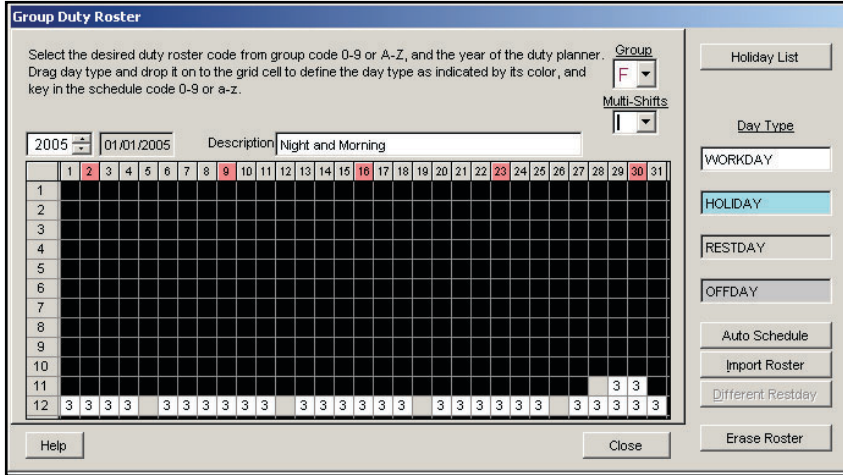 Group Duty Roster
Select the desired duty roster code from group code 0-9 or A-Z, and the year of the duty planner.
Drag day type and drop it on to the grid cell to define the day type as indicated by its color, and
key in the schedule code 0-9 or a-z.
Group
F
Multi-Shifts
Holiday List
Day Type
2005 01/01/2005 Description Night and Morning
WORKDAY
HOLIDAY
RESTDAY
OFFDAY
1 2 3 4 5 6 7 8 9 10 11 12 13 14 15 16 17 18 19 20 21 22 23 24 25 26 27 28 29 30 31
1
2
3
4
5
6
7
8
9
10
11 3 3
12 3 3 3 3 3 3 3 3 3 3 3 3 3 3 3 3 3 3 3 3 3 3 3 3 3 3 3
Auto Schedule
Import Roster
Different Restday
Erase Roster
Help
Close